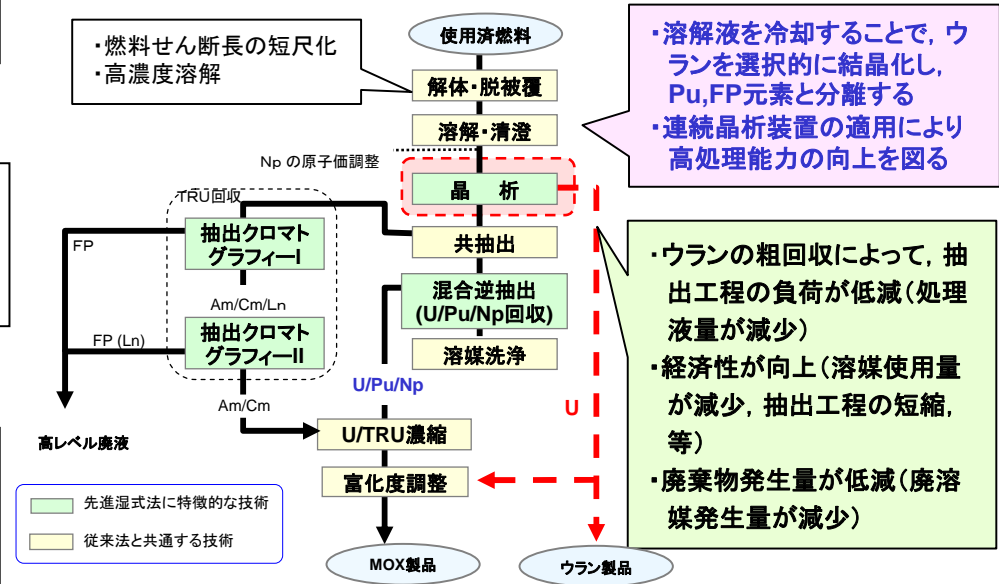 ・燃料せん断長の短尺化
・高濃度溶解
使用済燃料
解体・脱被覆
溶解・清澄
Np の原子価調整
晶 析
共抽出
混合逆抽出
(U/Pu/Np回収)
溶媒洗浄
TRU回収
抽出クロマト
グラフィーI
FP
Am/Cm/Ln
抽出クロマト
グラフィーII
FP (Ln)
Am/Cm
高レベル廃液
U/Pu/Np
U
U/TRU濃縮
富化度調整
MOX製品
ウラン製品
先進湿式法に特徴的な技術
従来法と共通する技術
・溶解液を冷却することで, ウ
ランを選択的に結晶化し,
Pu,FP元素と分離する
・連続晶析装置の適用により
高処理能力の向上を図る
・ウランの粗回収によって, 抽
出工程の負荷が低減(処理
液量が減少)
・経済性が向上(溶媒使用量
が減少, 抽出工程の短縮,
等)
・廃棄物発生量が低減(廃溶
媒発生量が減少)